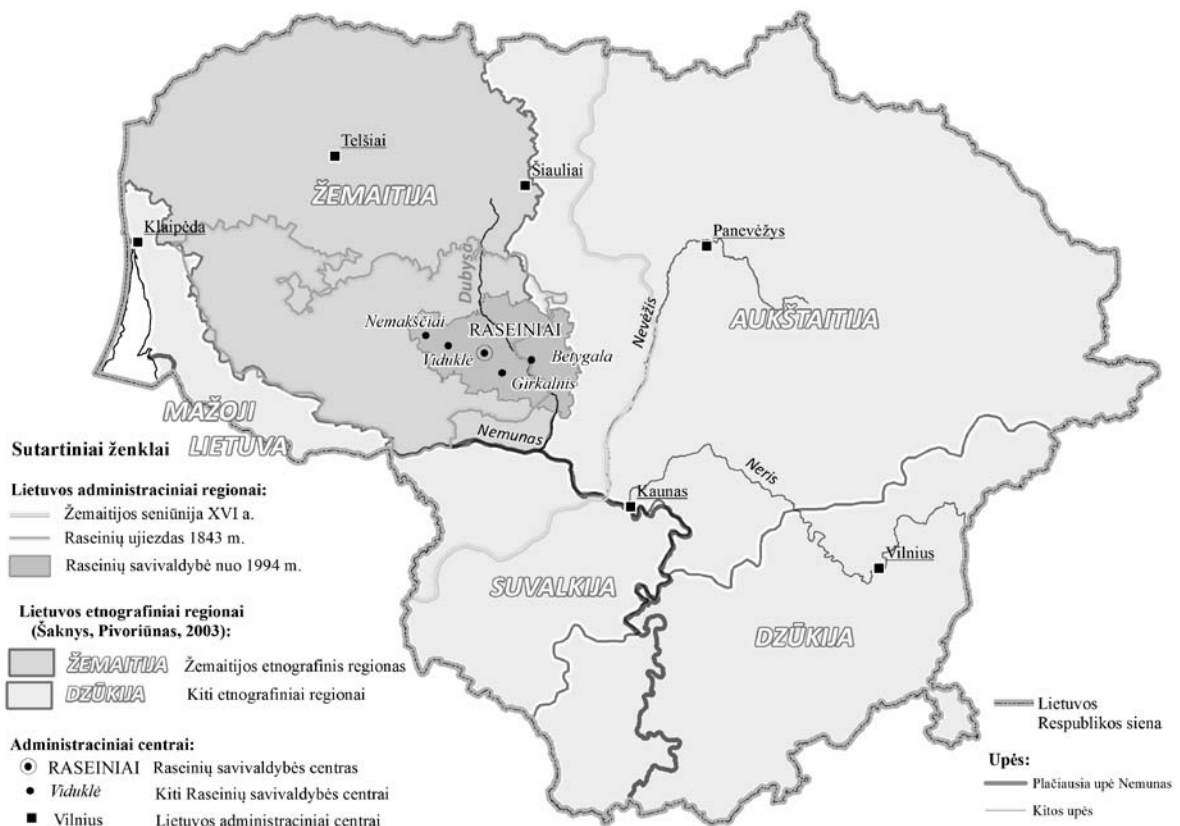 Telšiai
ŽEMAITIJA
Šiauliai
Klaipėda
Panevėžys
Dubysa
Nevėžis
AUKŠTAITIJA
Nemakščiai
RASEINIAI
Viduklė
Betygala
Girkalnis
MAŽOJI
LIETUVA
Nemunas
Neris
Kaunas
Vilnius
SUVALKIJA
DZŪKIJA
Sutartiniai ženklai
Lietuvos administraciniai regionai:
Žemaitijos seniūnija XVI a.
Raseinių ujiezdas 1843 m.
Raseinių savivaldybė nuo 1994 m.
Lietuvos etnografiniai regionai
(Šaknys, Pivoriūnas, 2003):
ŽEMAITIJA Žemaitijos etnografinis regionas
DZŪKIJA Kiti etnografiniai regionai
Administraciniai centrai:
RASEINIAI Raseinių savivaldybės centras
Viduklė Kiti Raseinių savivaldybės centrai
Vilnius Lietuvos administraciniai centrai
Lietuvos
Respublikos siena
Upės:
Plačiausia upė Nemunas
Kitos upės